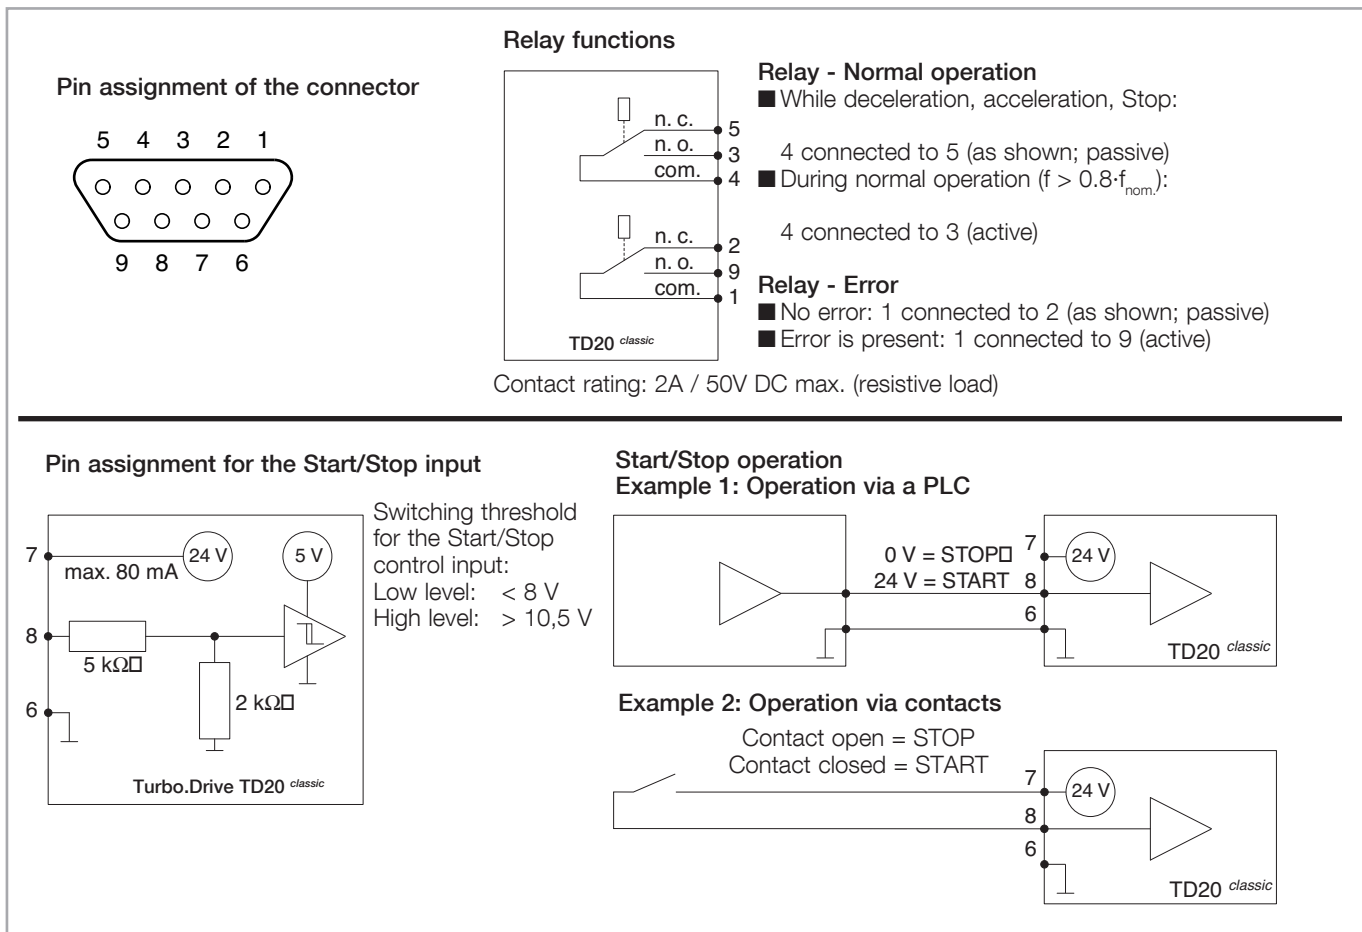 Pin assignment of the connector
5 4 3 2 1
9 8 7 6
Relay functions
n. c. 5
n. o. 3
com. 4
n. c. 2
n. o. 9
com. 1
TD20 classic
Relay - Normal operation
■ While deceleration, acceleration, Stop:
4 connected to 5 (as shown; passive)
■ During normal operation (f > 0.8·fnom.):
4 connected to 3 (active)
Relay - Error
■ No error: 1 connected to 2 (as shown; passive)
■ Error is present: 1 connected to 9 (active)
Contact rating: 2A / 50V DC max. (resistive load)
Pin assignment for the Start/Stop input
7
24 V
5 V
max. 80 mA
8
5 kΩ□
2 kΩ□
6
Turbo.Drive TD20 classic
Switching threshold
for the Start/Stop
control input:
Low level: < 8 V
High level: > 10,5 V
Start/Stop operation
Example 1: Operation via a PLC
0 V = STOP□
24 V = START
7
24 V
8
6
TD20 classic
Example 2: Operation via contacts
Contact open = STOP
Contact closed = START
7
24 V
8
6
TD20 classic